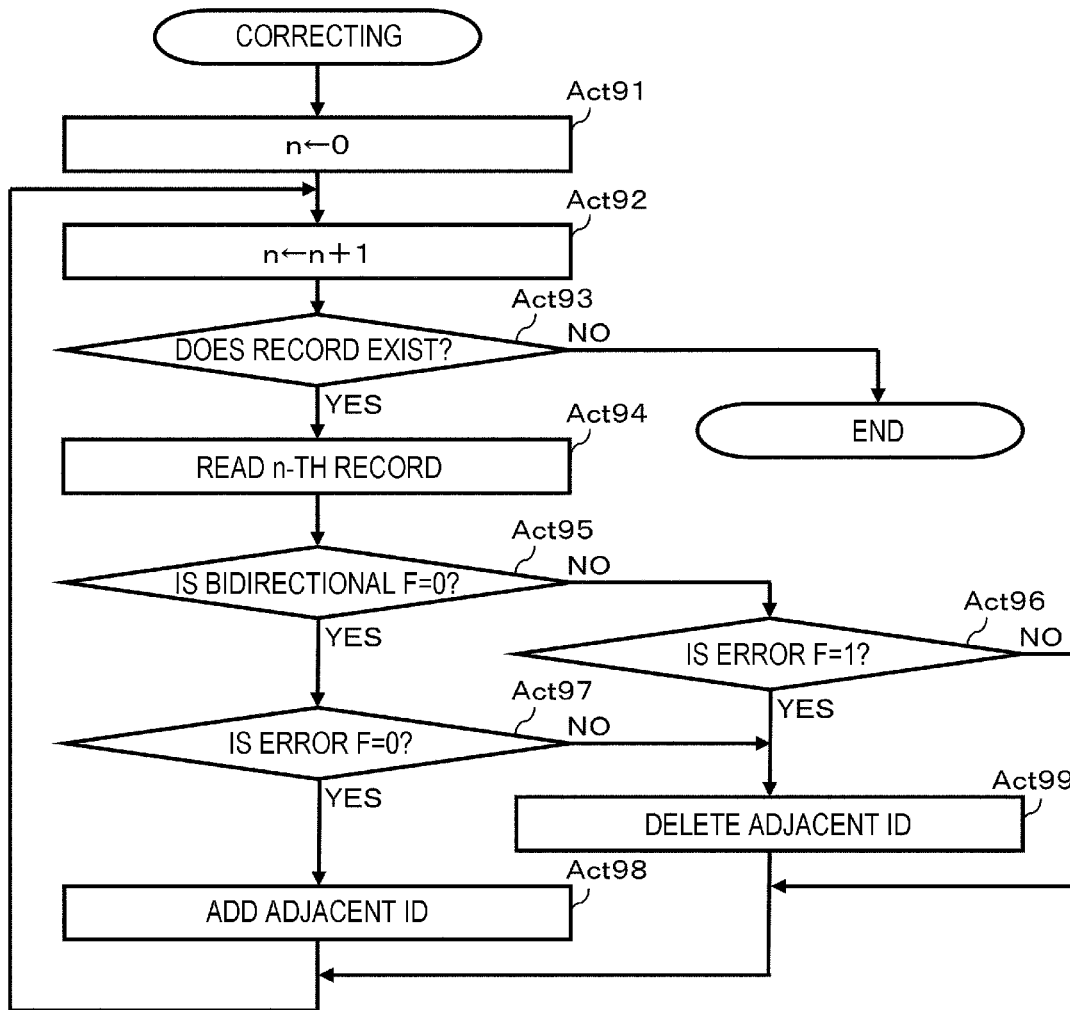 CORRECTING
Act91
n←0
Act92
n←n+1
Act93
DOES RECORD EXIST?
NO
YES
END
Act94
READ n-TH RECORD
Act95
IS BIDIRECTIONAL F=0?
NO
YES
Act96
IS ERROR F=1?
NO
YES
Act97
IS ERROR F=0?
NO
YES
Act99
DELETE ADJACENT ID
Act98
ADD ADJACENT ID